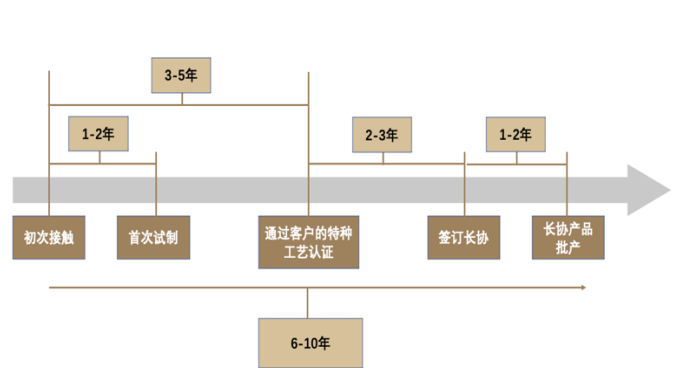 3-5年
1-2年
2-3年
1-2年
初次接触
首次试制
通过客户的特种
工艺认证
签订长协
长协产品
批产
6-10年